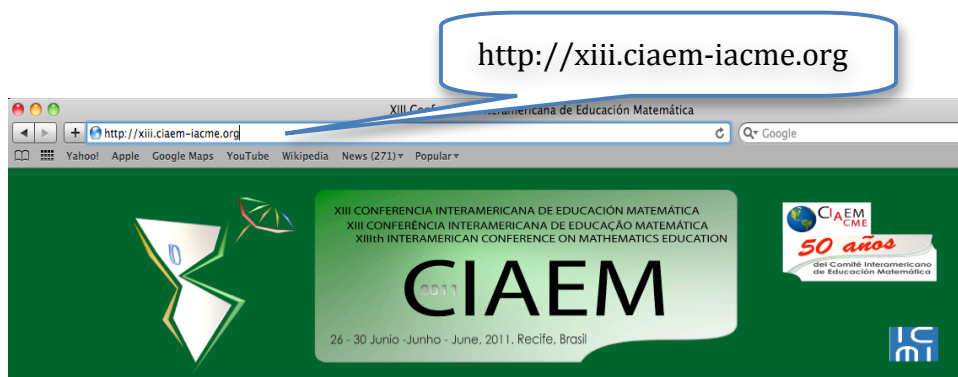 http://xiii.ciaem-iacme.org
XIII Conf nteramericana de Educación Matemática
http://xiii.ciaem-iacme.org
Google
Yahoo! Apple Google Maps YouTube Wikipedia News (271) Popular
XIII CONFERENCIA INTERAMERICANA DE EDUCACIÓN MATEMÁTICA
XIII CONFERÊNCIA INTERAMERICANA DE EDUCAÇÃO MATEMÁTICA
XIIIth INTERAMERICAN CONFERENCE ON MATHEMATICS EDUCATION
CIAEM
2011
26 - 30 Junio -Junho - June, 2011. Recife, Brasil
CIAEM
ACME
50 años
del Comité Interamericano
de Educación Matemática
ICMI